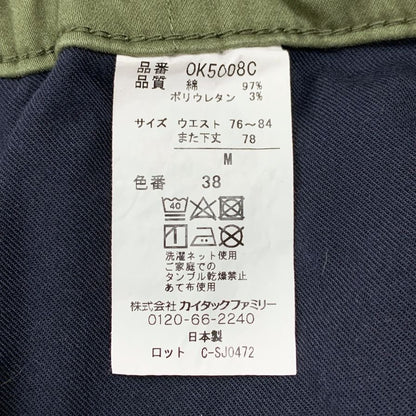 品番 OK5008C
品質 綿 97%
ポリウレタン 3%
サイズ ウエスト 76〜84
また下丈 78
M
色番 38
40
洗濯ネット使用
ご家庭での
タンブル乾燥禁止
あて布使用
株式会社カイタックファミリー
0120-66-2240
日本製
ロット C-SJ0472